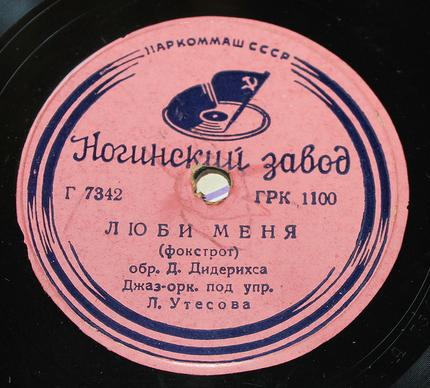 НАРКОММАШ СССР
Ногинский завод
Г 7342 ГРК 1100
ЛЮБИ МЕНЯ
(фокстрот)
обр. Д. Дидерихса
Джаз-орк. под упр.
Л. Утесова